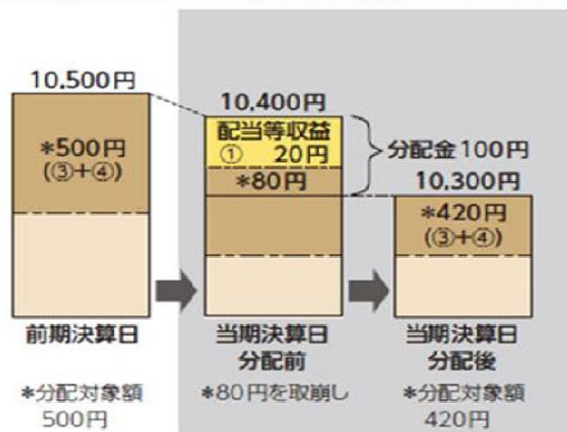 10,500円
*500円
(③+④)
前期決算日
*分配対象額
500円
10,400円
配当等収益
① 20円
*80円
分配金100円
当期決算日
分配前
*80円を取崩し
10,300円
*420円
(③+④)
当期決算日
分配後
*分配対象額
420円